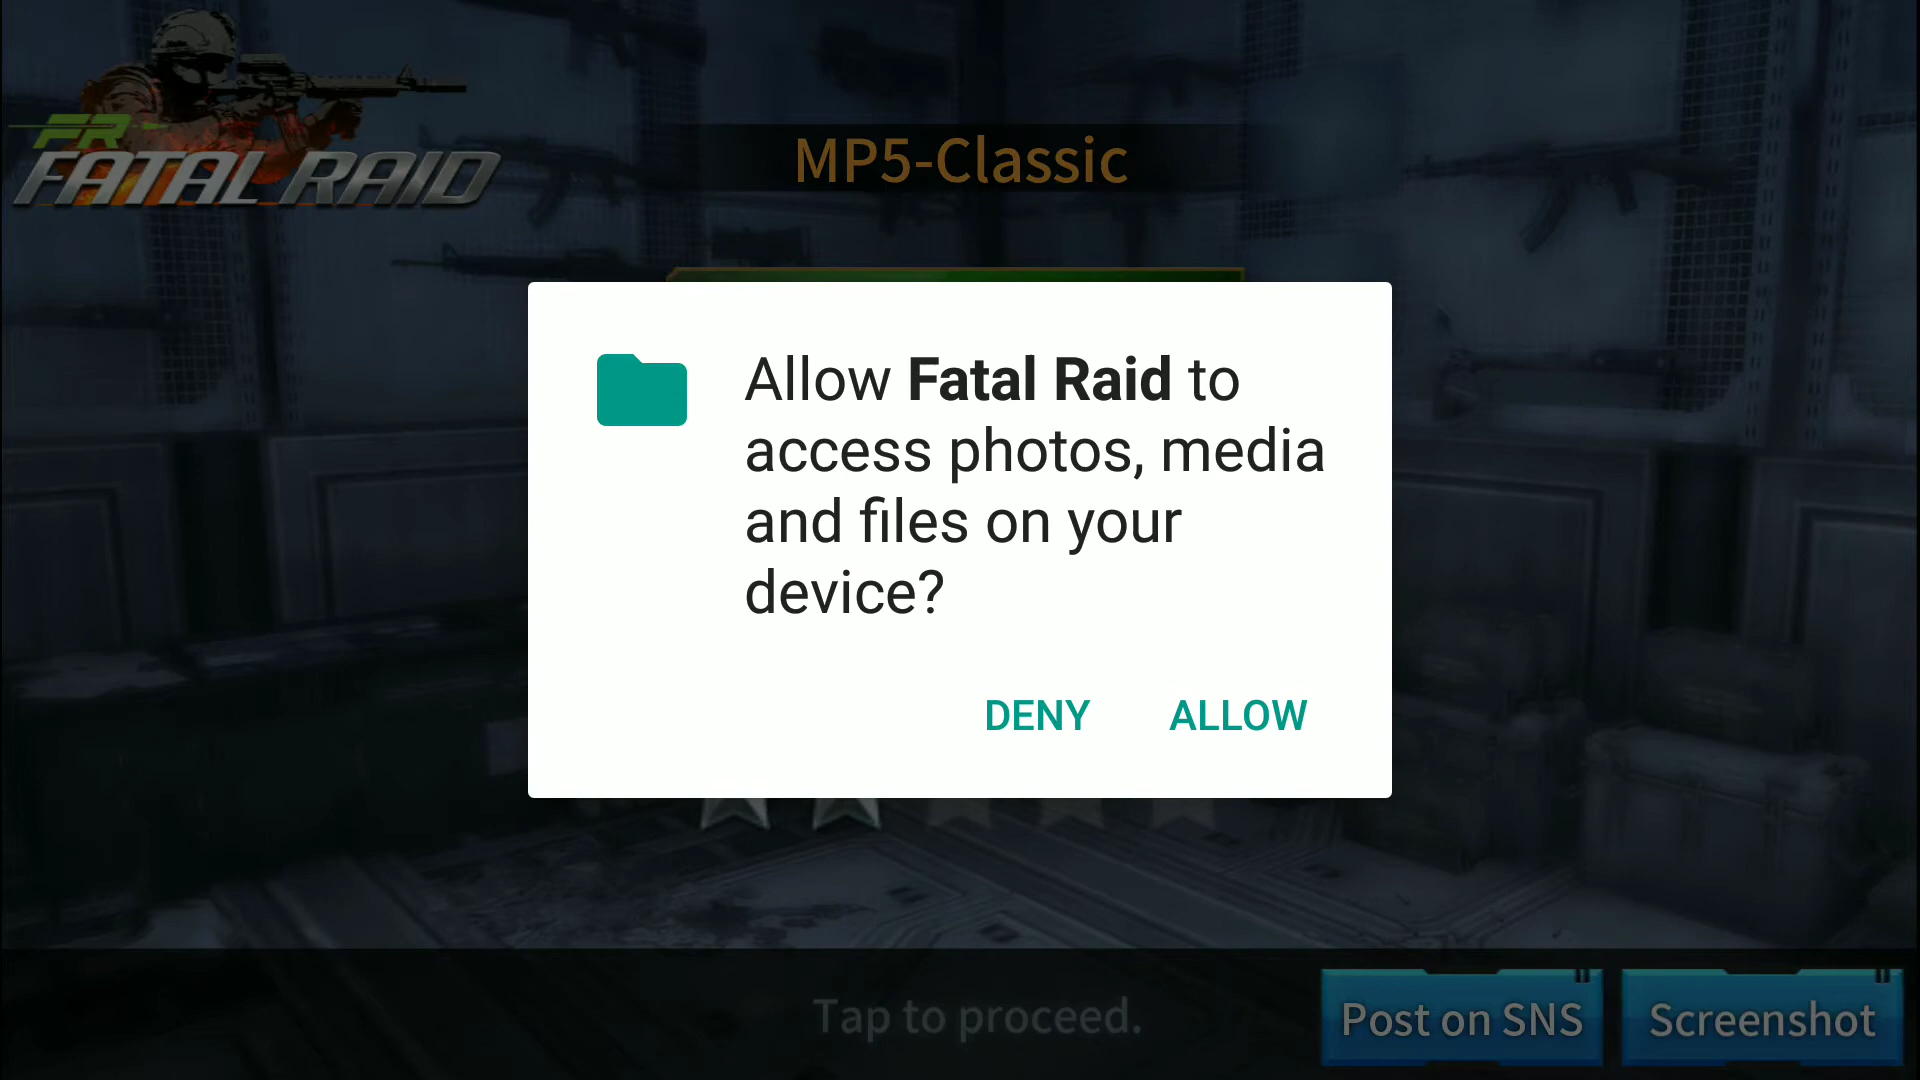 FR
FATAL RAID
MP5-Classic
Allow Fatal Raid to
access photos, media
and files on your
device?
DENY
ALLOW
Tap to proceed.
Post on SNS
Screenshot